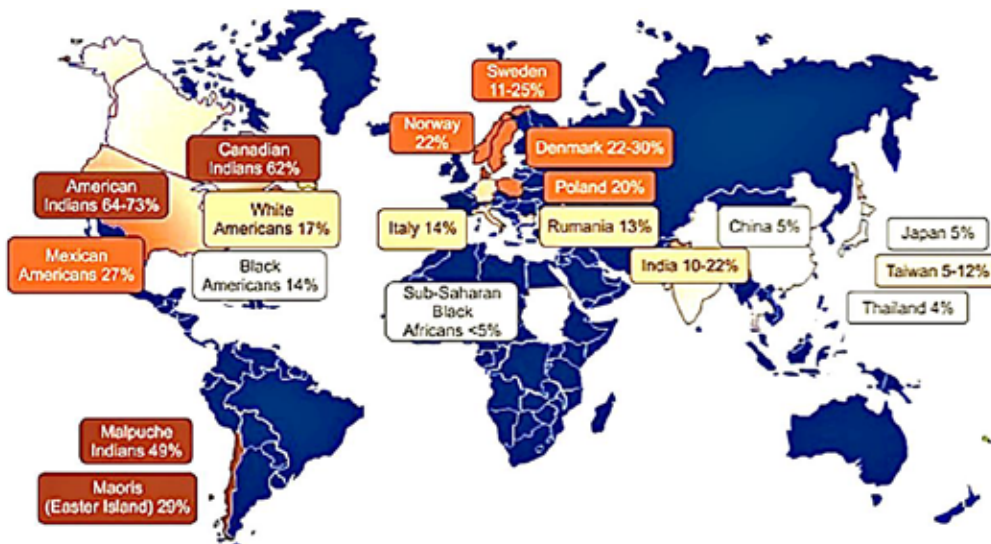 Sweden
11-25%
Norway
22%
Denmark 22-30%
Canadian
Indians 62%
American
Indians 64-73%
Poland 20%
White
Americans 17%
Italy 14%
Rumania 13%
China 5%
Japan 5%
Mexican
Americans 27%
Black
Americans 14%
India 10-22%
Taiwan 5-12%
Sub-Saharan
Black
Africans <5%
Thailand 4%
Malpuche
Indians 49%
Maoris
(Easter Island) 29%